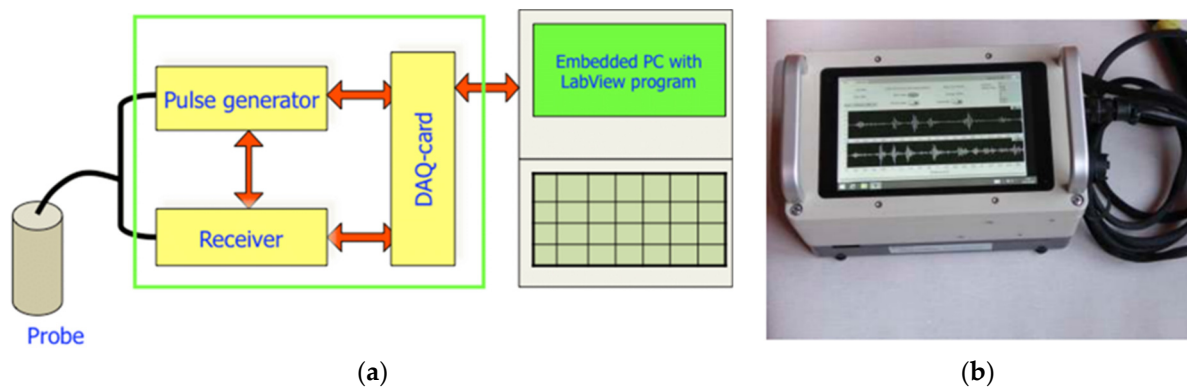 Pulse generator
Receiver
DAQ-card
Embedded PC with
LabView program
Probe
(a)
(b)